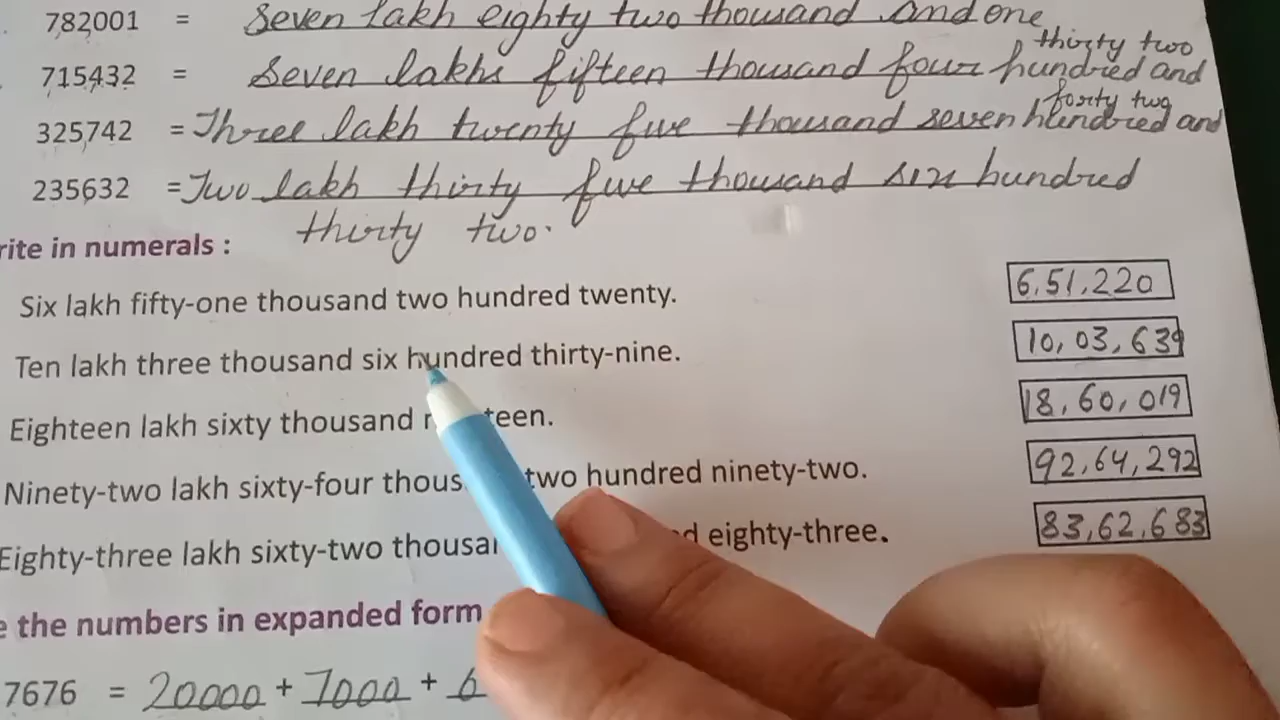 782001 = Seven lakh eighty two thousand and one
thirty two
715432 = Seven lakhs fifteen thousand four hundred and
forty two
325742 = Three lakh twenty five thousand seven hundred and
235632 = Two lakh thirty five thousand six hundred
thirty two.
rite in numerals :
Six lakh fifty-one thousand two hundred twenty. 6,51,220
Ten lakh three thousand six hundred thirty-nine. 10,03,639
Eighteen lakh sixty thousand teen. 18,60,019
Ninety-two lakh sixty-four thous two hundred ninety-two. 92,64,292
Eighty-three lakh sixty-two thousa d eighty-three. 83,62,683
e the numbers in expanded form
7676 = 20000 + 7000 + 6